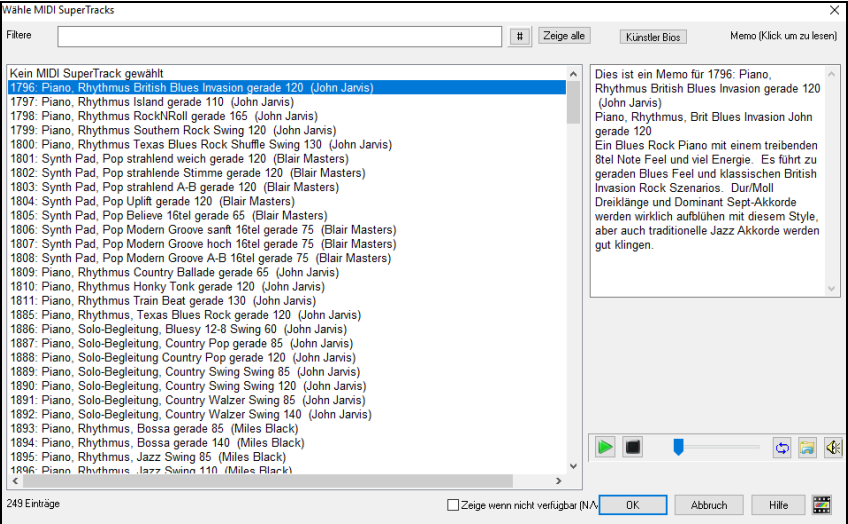 Wähle MIDI SuperTracks
Filtere
#
Zeige alle
Künstler Bios
Memo (Klick um zu lesen)
Kein MIDI SuperTrack gewählt
1796: Piano, Rhythmus British Blues Invasion gerade 120 (John Jarvis)
1797: Piano, Rhythmus Island gerade 110 (John Jarvis)
1798: Piano, Rhythmus RockNRoll gerade 165 (John Jarvis)
1799: Piano, Rhythmus Southern Rock Swing 120 (John Jarvis)
1800: Piano, Rhythmus Texas Blues Rock Shuffle Swing 130 (John Jarvis)
1801: Synth Pad, Pop strahlend weich gerade 120 (Blair Masters)
1802: Synth Pad, Pop strahlende Stimme gerade 120 (Blair Masters)
1803: Synth Pad, Pop strahlend A-B gerade 120 (Blair Masters)
1804: Synth Pad, Pop Uplift gerade 120 (Blair Masters)
1805: Synth Pad, Pop Believe 16tel gerade 65 (Blair Masters)
1806: Synth Pad, Pop Modern Groove sanft 16tel gerade 75 (Blair Masters)
1807: Synth Pad, Pop Modern Groove hoch 16tel gerade 75 (Blair Masters)
1808: Synth Pad, Pop Modern Groove A-B 16tel gerade 75 (Blair Masters)
1809: Piano, Rhythmus Country Ballade gerade 65 (John Jarvis)
1810: Piano, Rhythmus Honky Tonk gerade 120 (John Jarvis)
1811: Piano, Rhythmus Train Beat gerade 130 (John Jarvis)
1885: Piano, Rhythmus, Texas Blues Rock gerade 120 (John Jarvis)
1886: Piano, Solo-Begleitung, Bluesy 12-8 Swing 60 (John Jarvis)
1887: Piano, Solo-Begleitung, Country Pop gerade 85 (John Jarvis)
1888: Piano, Solo-Begleitung Country Pop gerade 120 (John Jarvis)
1889: Piano, Solo-Begleitung, Country Swing Swing 85 (John Jarvis)
1890: Piano, Solo-Begleitung, Country Swing Swing 120 (John Jarvis)
1891: Piano, Solo-Begleitung, Country Walzer Swing 85 (John Jarvis)
1892: Piano, Solo-Begleitung, Country Walzer Swing 140 (John Jarvis)
1893: Piano, Rhythmus, Bossa gerade 85 (Miles Black)
1894: Piano, Rhythmus, Bossa gerade 140 (Miles Black)
1895: Piano, Rhythmus, Jazz Swing 85 (Miles Black)
1896: Piano, Rhythmus, Jazz Swing 110 (Miles Black)
Dies ist ein Memo für 1796: Piano,
Rhythmus British Blues Invasion gerade 120
(John Jarvis)
Piano, Rhythmus, Brit Blues Invasion John
gerade 120
Ein Blues Rock Piano mit einem treibenden
8tel Note Feel und viel Energie. Es führt zu
geraden Blues Feel und klassischen British
Invasion Rock Szenarios. Dur/Moll
Dreiklänge und Dominant Sept-Akkorde
werden wirklich aufblühen mit diesem Style,
aber auch traditionelle Jazz Akkorde werden
gut klingen.
249 Einträge
Zeige wenn nicht verfügbar (N/
OK
Abbruch
Hilfe